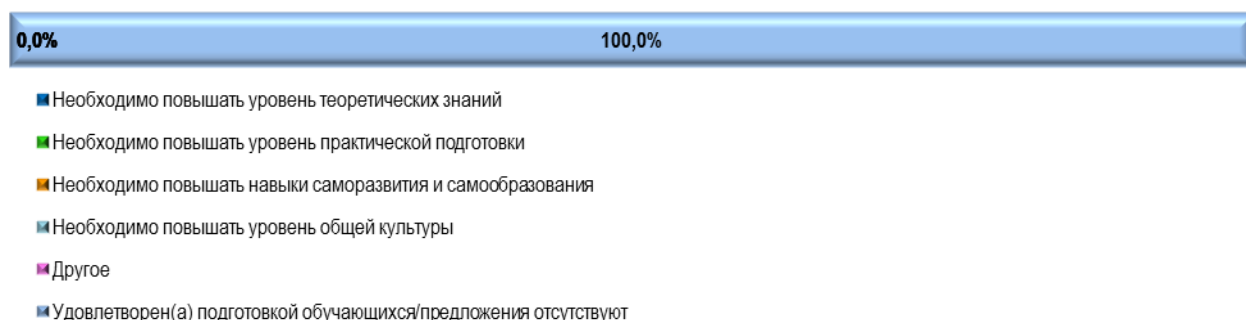 0,0% 100,0%
Необходимо повышать уровень теоретических знаний
Необходимо повышать уровень практической подготовки
Необходимо повышать навыки саморазвития и самообразования
Необходимо повышать уровень общей культуры
Другое
Удовлетворен(а) подготовкой обучающихся/предложения отсутствуют